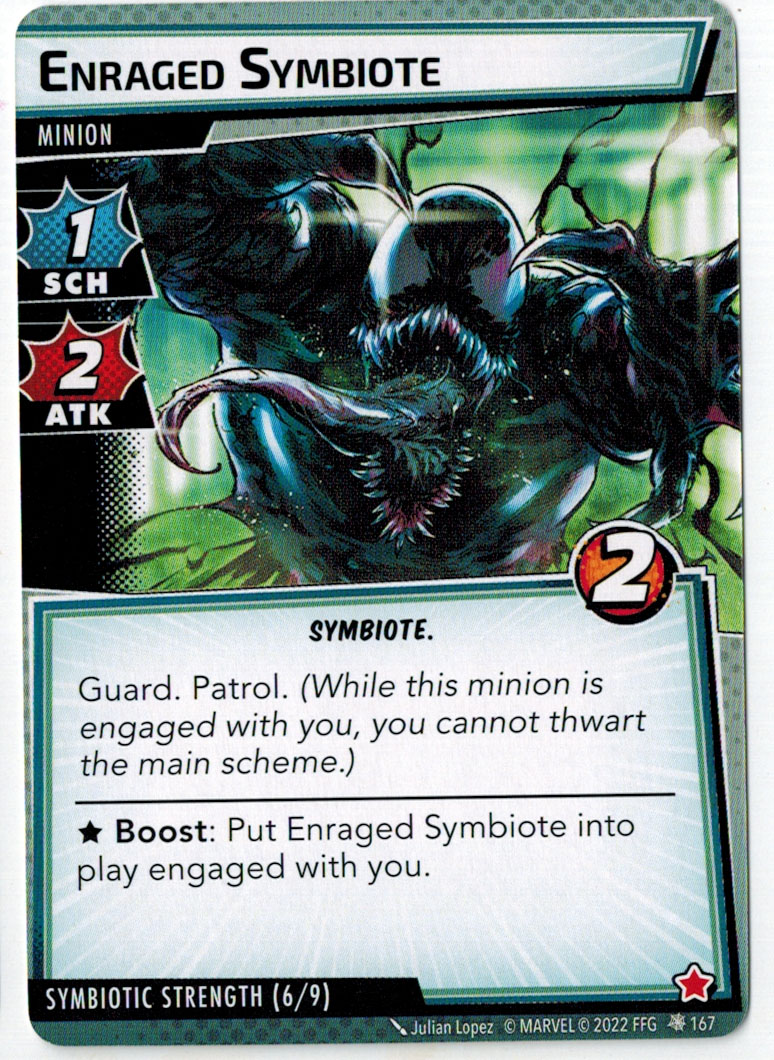 ENRAGED SYMBIOTE
MINION
1
SCH
2
ATK
2
SYMBIOTE.
Guard. Patrol. (While this minion is
engaged with you, you cannot thwart
the main scheme.)
★ Boost: Put Enraged Symbiote into
play engaged with you.
SYMBIOTIC STRENGTH (6/9)
Julian Lopez © MARVEL © 2022 FFG 167